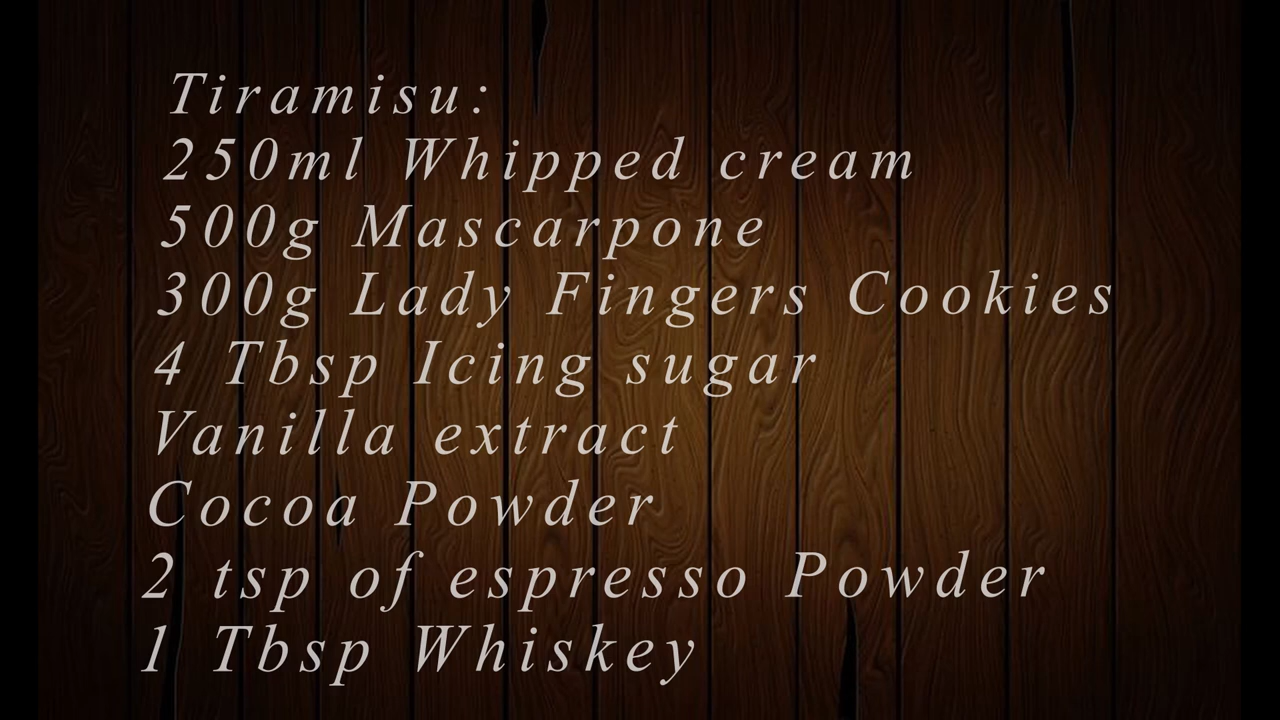 Tiramisu:
250ml Whipped cream
500g Mascarpone
300g Lady Fingers Cookies
4 Tbsp Icing sugar
Vanilla extract
Cocoa Powder
2 tsp of espresso Powder
1 Tbsp Whiskey